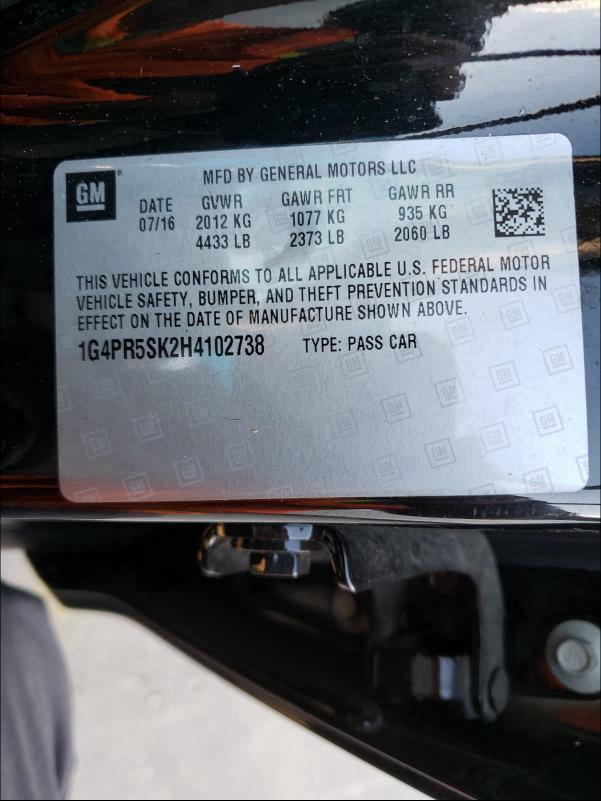 GM
MFD BY GENERAL MOTORS LLC
DATE GVWR GAWR FRT GAWR RR
07/16 2012 KG 1077 KG 935 KG
4433 LB 2373 LB 2060 LB
THIS VEHICLE CONFORMS TO ALL APPLICABLE U.S. FEDERAL MOTOR
VEHICLE SAFETY, BUMPER, AND THEFT PREVENTION STANDARDS IN
EFFECT ON THE DATE OF MANUFACTURE SHOWN ABOVE.
1G4PR5SK2H4102738 TYPE: PASS CAR